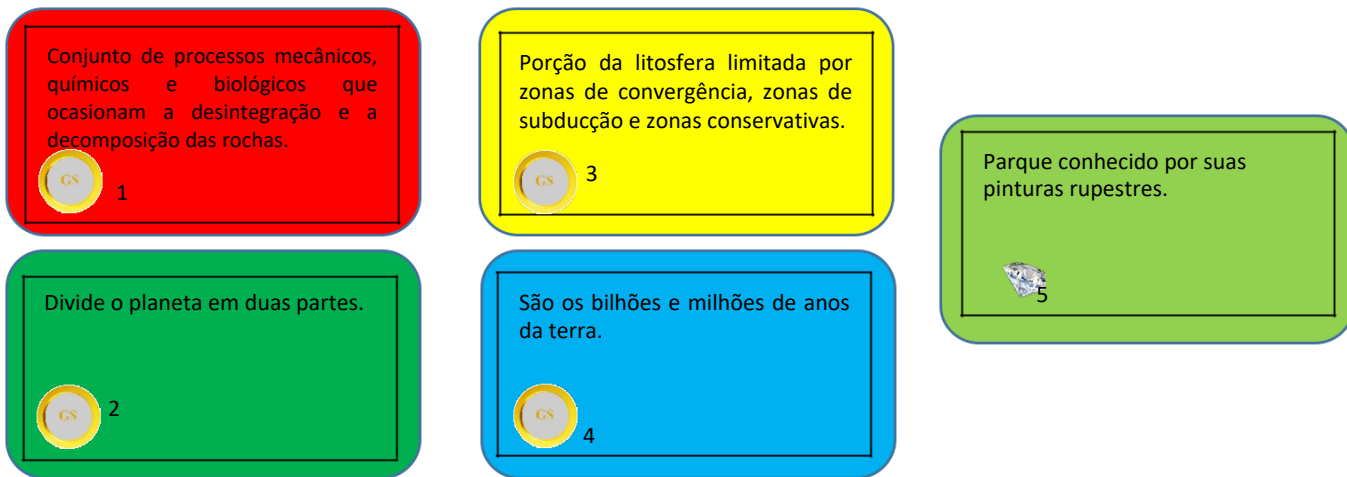 Conjunto de processos mecânicos,
químicos e biológicos que
ocasionam a desintegração e a
decomposição das rochas.
GS
1
Divide o planeta em duas partes.
GS
2
Porção da litosfera limitada por
zonas de convergência, zonas de
subducção e zonas conservativas.
GS
3
São os bilhões e milhões de anos
da terra.
GS
4
Parque conhecido por suas
pinturas rupestres.
5